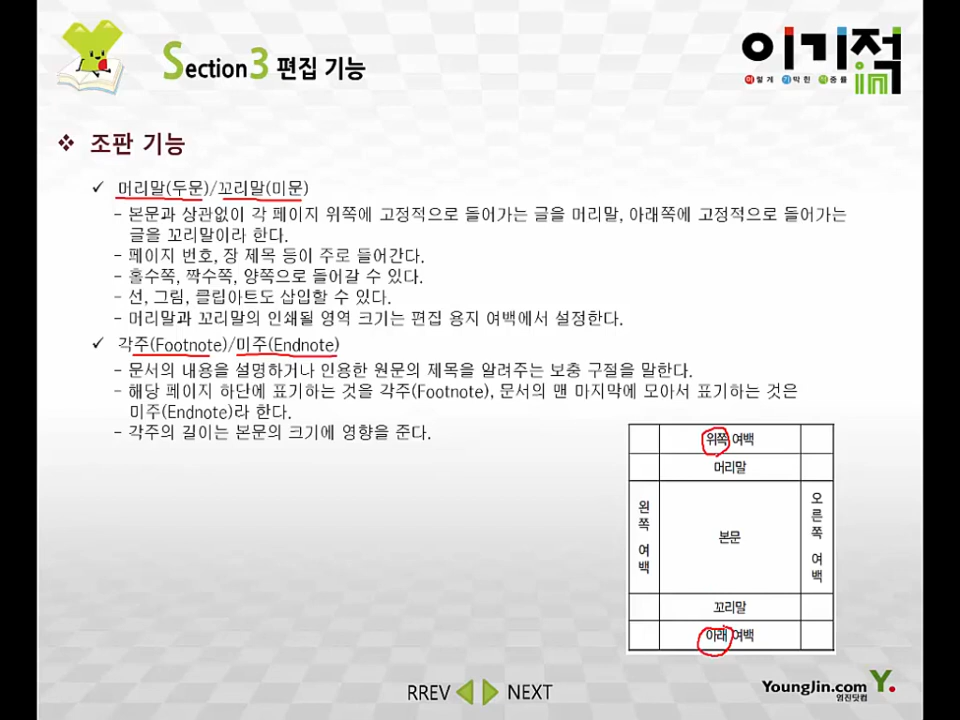 Section3 편집 기능
이기적in
이렇게 기막힌 적중률
❖ 조판 기능
✓ 머리말(두문)/꼬리말(미문)
- 본문과 상관없이 각 페이지 위쪽에 고정적으로 들어가는 글을 머리말, 아래쪽에 고정적으로 들어가는
글을 꼬리말이라 한다.
- 페이지 번호, 장 제목 등이 주로 들어간다.
- 홀수쪽, 짝수쪽, 양쪽으로 들어갈 수 있다.
- 선, 그림, 클립아트도 삽입할 수 있다.
- 머리말과 꼬리말의 인쇄될 영역 크기는 편집 용지 여백에서 설정한다.
✓ 각주(Footnote)/미주(Endnote)
- 문서의 내용을 설명하거나 인용한 원문의 제목을 알려주는 보충 구절을 말한다.
- 해당 페이지 하단에 표기하는 것을 각주(Footnote), 문서의 맨 마지막에 모아서 표기하는 것은
미주(Endnote)라 한다.
- 각주의 길이는 본문의 크기에 영향을 준다.
위쪽 여백
머리말
왼쪽 여백
본문
오른쪽 여백
꼬리말
아래 여백
RREV NEXT
YoungJin.com Y.
영진닷컴